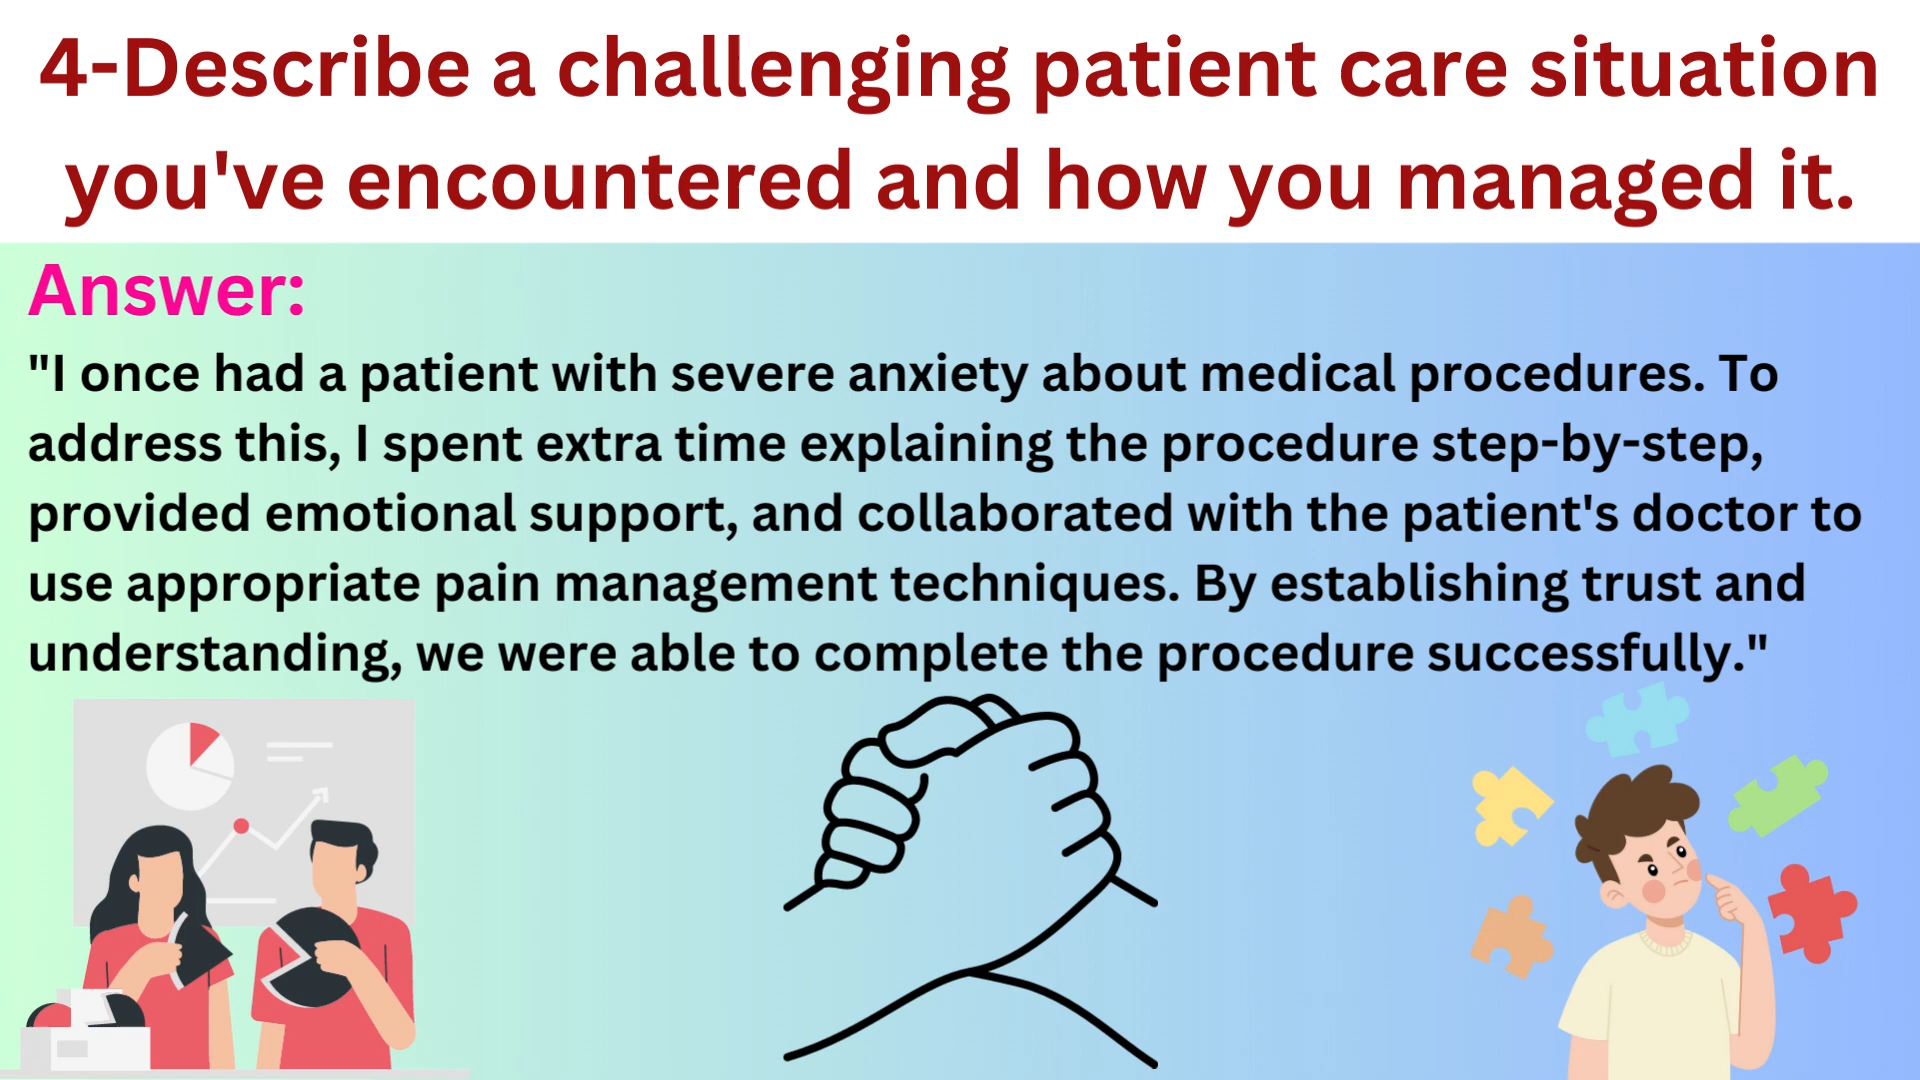 4-Describe a challenging patient care situation
you've encountered and how you managed it.
Answer:
"I once had a patient with severe anxiety about medical procedures. To
address this, I spent extra time explaining the procedure step-by-step,
provided emotional support, and collaborated with the patient's doctor to
use appropriate pain management techniques. By establishing trust and
understanding, we were able to complete the procedure successfully."